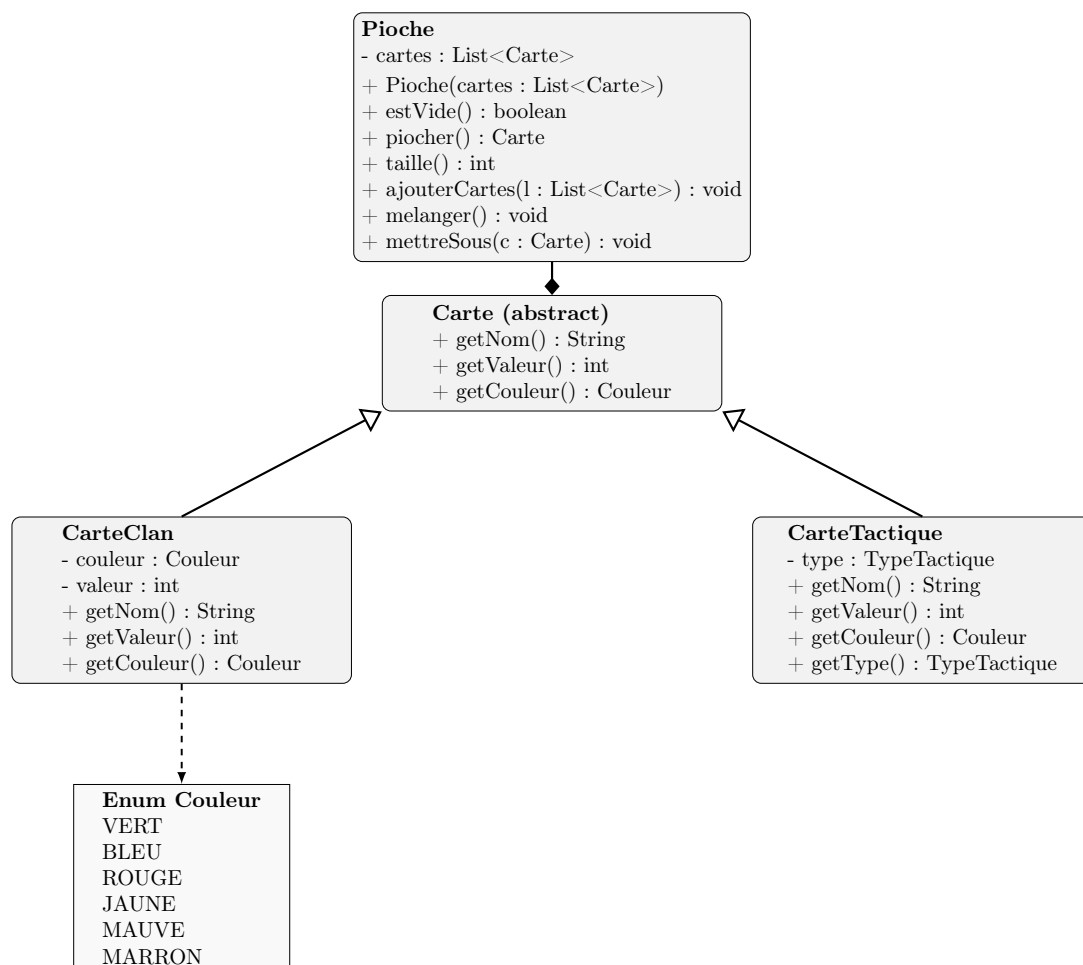 Pioche
- cartes : List<Carte>
+ Pioche(cartes : List<Carte>)
+ estVide() : boolean
+ piocher() : Carte
+ taille() : int
+ ajouterCartes(l : List<Carte>) : void
+ melanger() : void
+ mettreSous(c : Carte) : void
Carte (abstract)
+ getNom() : String
+ getValeur() : int
+ getCouleur() : Couleur
CarteClan
- couleur : Couleur
- valeur : int
+ getNom() : String
+ getValeur() : int
+ getCouleur() : Couleur
CarteTactique
- type : TypeTactique
+ getNom() : String
+ getValeur() : int
+ getCouleur() : Couleur
+ getType() : TypeTactique
Enum Couleur
VERT
BLEU
ROUGE
JAUNE
MAUVE
MARRON